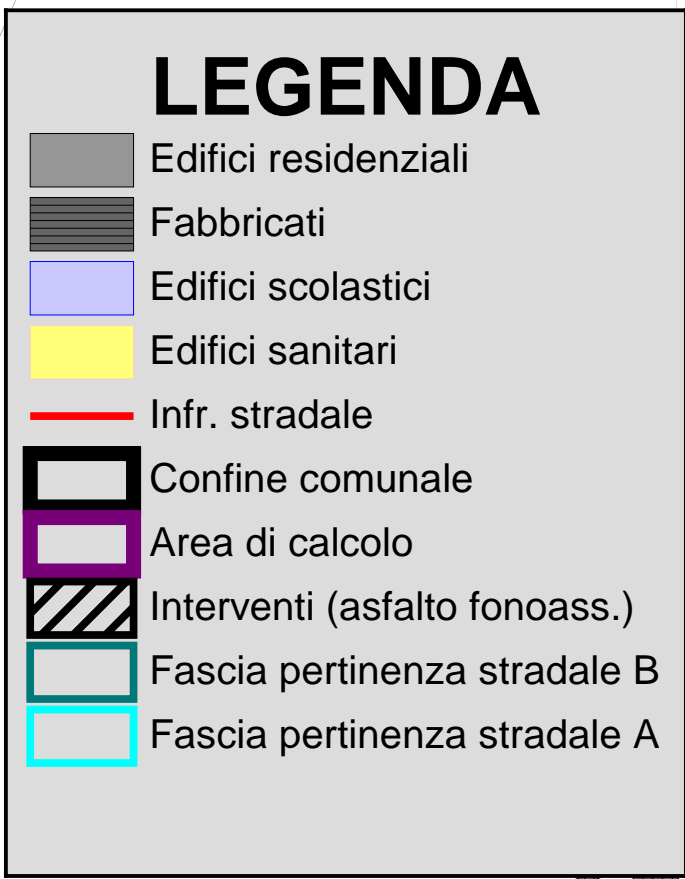 LEGENDA
Edifici residenziali
Fabbricati
Edifici scolastici
Edifici sanitari
Infr. stradale
Confine comunale
Area di calcolo
Interventi (asfalto fonoass.)
Fascia pertinenza stradale B
Fascia pertinenza stradale A